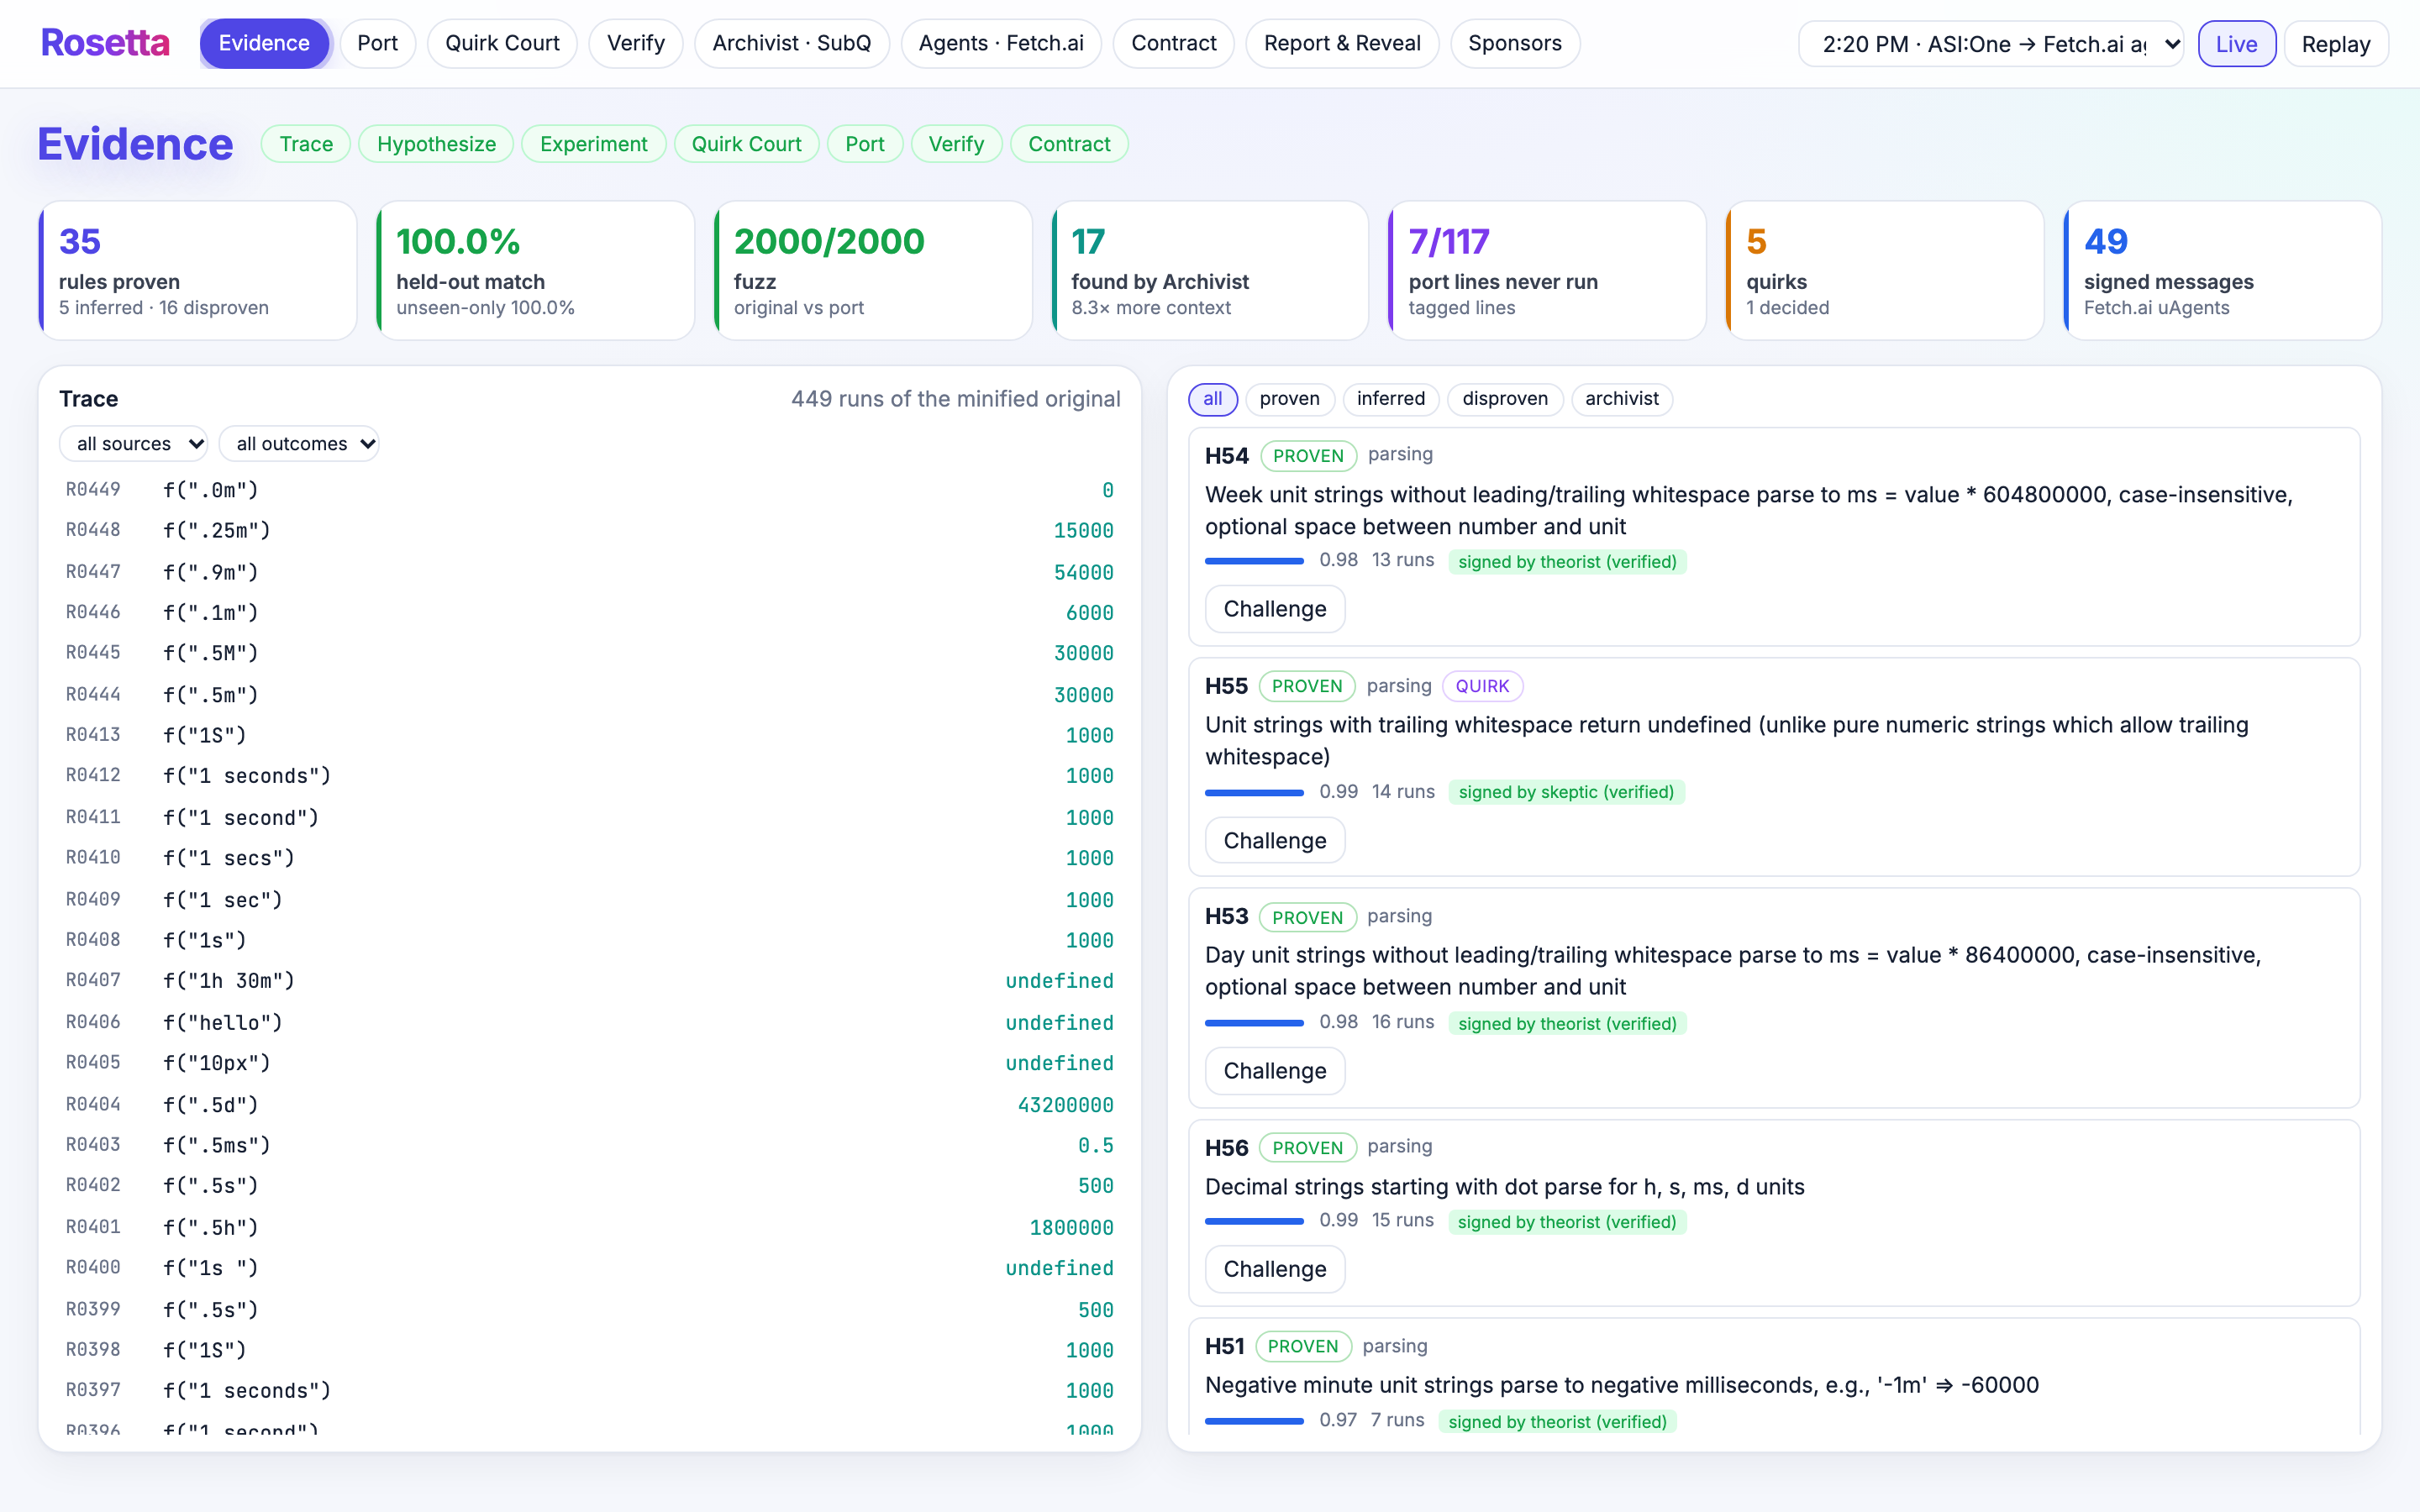 Rosetta
Evidence
Port
Quirk Court
Verify
Archivist · SubQ
Agents · Fetch.ai
Contract
Report & Reveal
Sponsors
2:20 PM · ASI:One → Fetch.ai
Live
Replay
Evidence
Trace
Hypothesize
Experiment
Quirk Court
Port
Verify
Contract
35
rules proven
5 inferred · 16 disproven
100.0%
held-out match
unseen-only 100.0%
2000/2000
fuzz
original vs port
17
found by Archivist
8.3× more context
7/117
port lines never run
tagged lines
5
quirks
1 decided
49
signed messages
Fetch.ai uAgents
Trace
449 runs of the minified original
all sources
all outcomes
R0449 f(".0m") 0
R0448 f(".25m") 15000
R0447 f(".9m") 54000
R0446 f(".1m") 6000
R0445 f(".5M") 30000
R0444 f(".5m") 30000
R0413 f("1S") 1000
R0412 f("1 seconds") 1000
R0411 f("1 second") 1000
R0410 f("1 secs") 1000
R0409 f("1 sec") 1000
R0408 f("1s") 1000
R0407 f("1h 30m") undefined
R0406 f("hello") undefined
R0405 f("10px") undefined
R0404 f(".5d") 43200000
R0403 f(".5ms") 0.5
R0402 f(".5s") 500
R0401 f(".5h") 1800000
R0400 f("1s ") undefined
R0399 f(".5s") 500
R0398 f("1S") 1000
R0397 f("1 seconds") 1000
R0396 f("1 second") 1000
all
proven
inferred
disproven
archivist
H54 PROVEN parsing
Week unit strings without leading/trailing whitespace parse to ms = value * 604800000, case-insensitive,
optional space between number and unit
0.98 13 runs signed by theorist (verified)
Challenge
H55 PROVEN parsing QUIRK
Unit strings with trailing whitespace return undefined (unlike pure numeric strings which allow trailing
whitespace)
0.99 14 runs signed by skeptic (verified)
Challenge
H53 PROVEN parsing
Day unit strings without leading/trailing whitespace parse to ms = value * 86400000, case-insensitive,
optional space between number and unit
0.98 16 runs signed by theorist (verified)
Challenge
H56 PROVEN parsing
Decimal strings starting with dot parse for h, s, ms, d units
0.99 15 runs signed by theorist (verified)
Challenge
H51 PROVEN parsing
Negative minute unit strings parse to negative milliseconds, e.g., '-1m' ⇒ -60000
0.97 7 runs signed by theorist (verified)